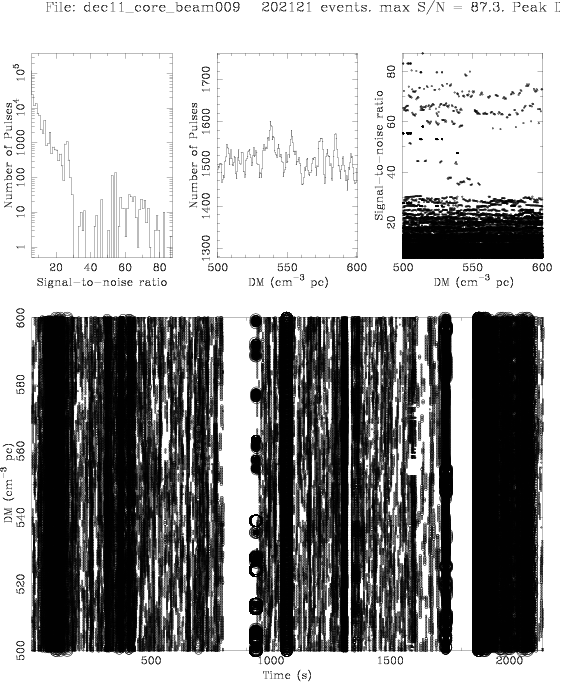 File: dec11_core_beam009 202121 events. max S/N = 87.3. Peak
Number of Pulses
1 10 100 1000 10⁴ 10⁵
20 40 60 80
Signal-to-noise ratio
Number of Pulses
1300 1400 1500 1600 1700
500 550 600
DM (cm⁻³ pc)
Signal-to-noise ratio
20 40 60 80
500 550 600
DM (cm⁻³ pc)
DM (cm⁻³ pc)
500 520 540 560 580 600
500 1000 1500 2000
Time (s)